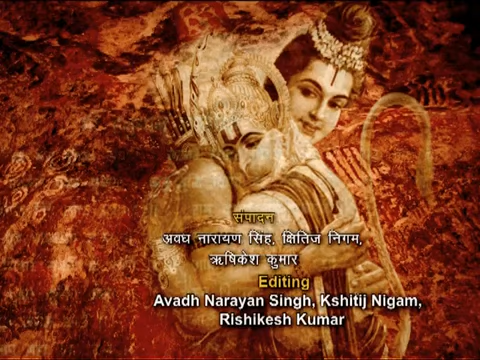 संपादन
अवध नारायण सिंह, क्षितिज निगम,
ऋषिकेश कुमार
Editing
Avadh Narayan Singh, Kshitij Nigam,
Rishikesh Kumar